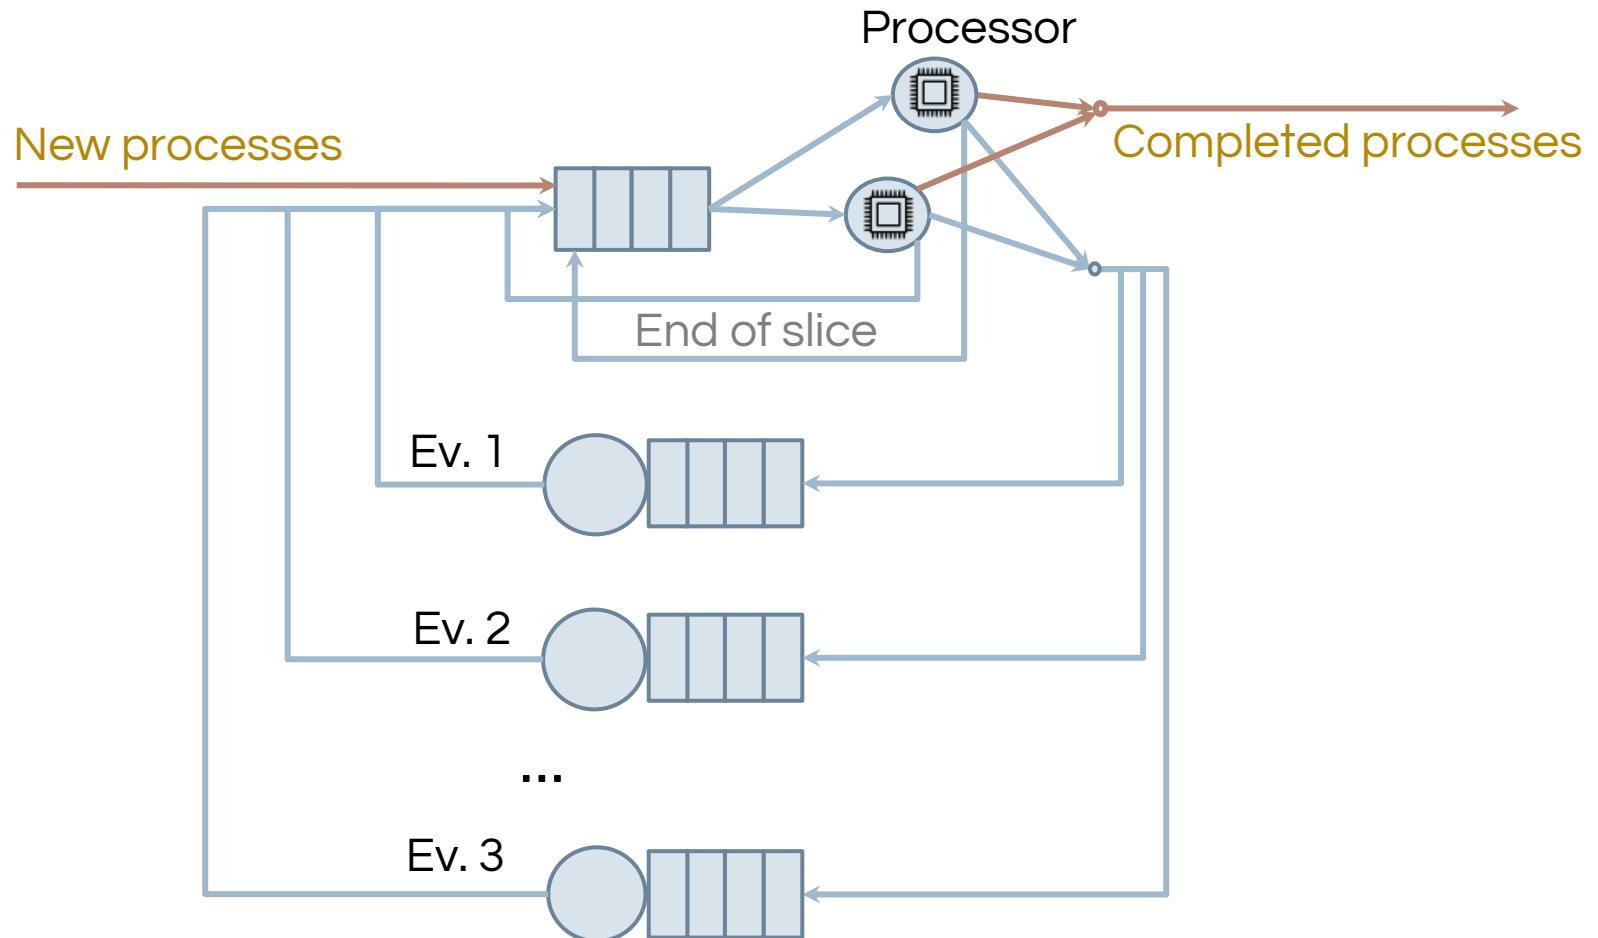 Processor
New processes
Completed processes
End of slice
Ev. 1
Ev. 2
...
Ev. 3